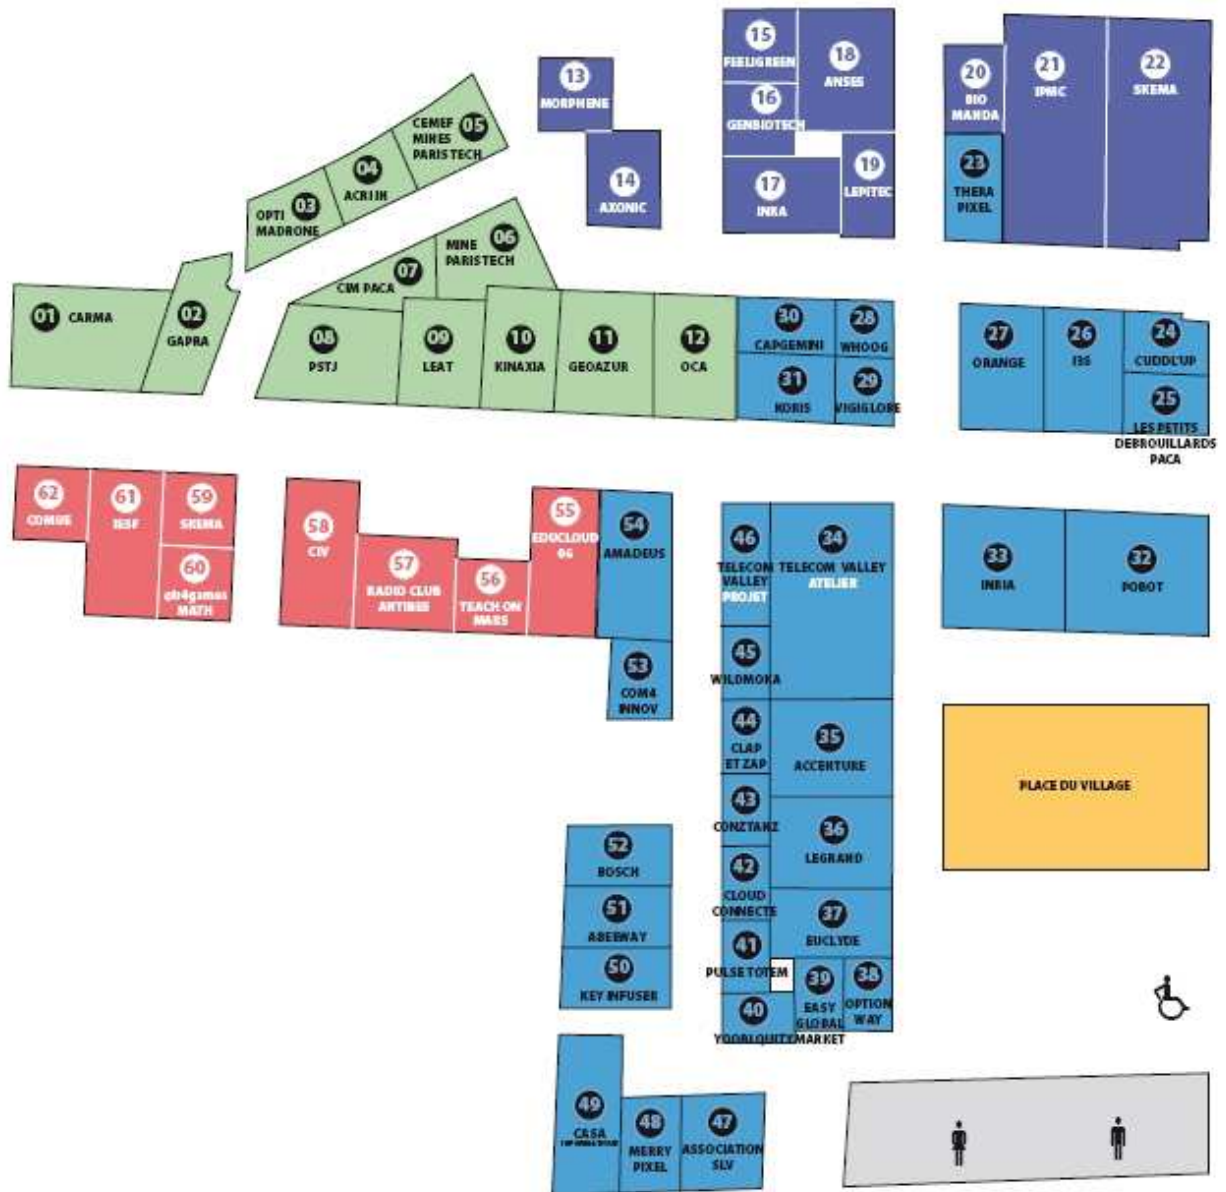 15
FEELIGREEN
18
ANSES
16
GENBIOTECH
17
INKA
19
LEPITEC
13
MORPHENE
14
AXONIC
20
BIO
MANDA
21
IPMC
22
SKEMA
23
THERA
PIXEL
CEMEF
MINES
PARISTECH
05
04
ACRI IH
OPTI
MADRONE
03
MINE
PARISTECH
06
07
CIM PACA
01
CARMA
02
GAPRA
08
PSTJ
09
LEAT
10
KINAXIA
11
GEOAZUR
12
OCA
30
CAPGEMINI
28
WHOOG
31
KORIS
29
VIGIGLOBE
27
ORANGE
26
I3S
24
CUDDL'UP
25
LES PETITS
DEBROUILLARDS
PACA
62
COMUE
61
IESF
59
SKEMA
60
MATH
58
CIV
57
RADIO CLUB
ANTIBES
56
TEACH ON
MARS
55
EDUCLOUD
06
54
AMADEUS
53
COM4
INNOV
46
TELECOM
VALLEY
PROJET
34
TELECOM VALLEY
ATELIER
33
INRIA
32
POBOT
45
WILDMOKA
44
CLAP
ET ZAP
35
ACCENTURE
43
CONZTANZ
36
LEGRAND
42
CLOUD
CONNECTE
37
EUCLYDE
41
PULSE TOTEM
39
EASY
GLOBAL
MARKET
38
OPTION
WAY
40
PLACE DU VILLAGE
52
BOSCH
51
ABEEWAY
50
KEY INFUSER
49
CASA
48
MERRY
PIXEL
47
ASSOCIATION
SLV